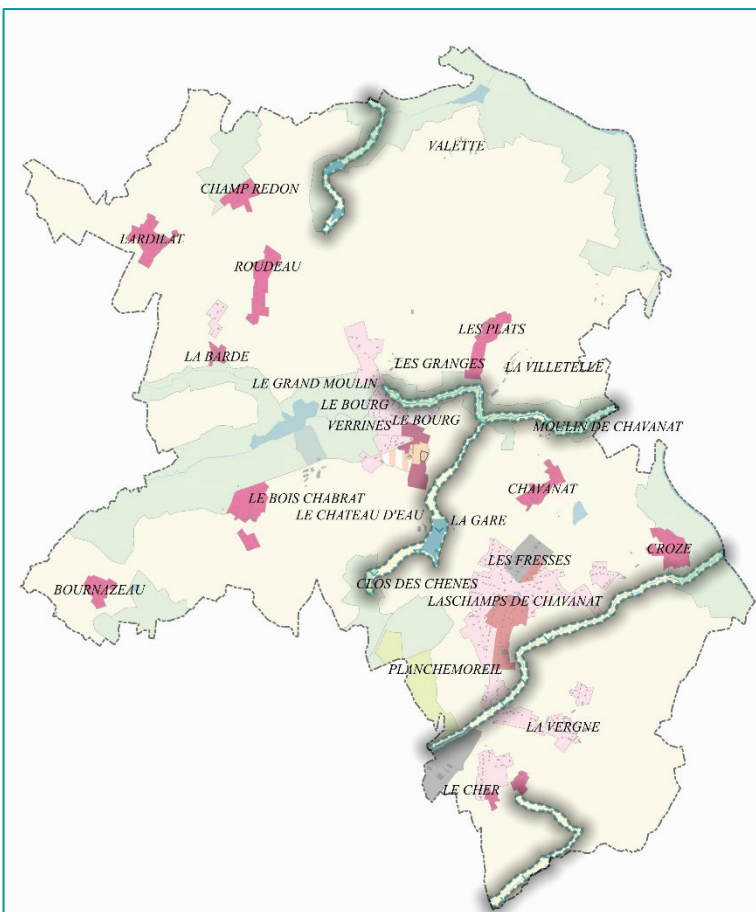 VALETTE
CHAMP REDON
LARDILAT
ROUDEAU
LES PLATS
LA BARDE
LES GRANGES
LA VILLETELLE
LE GRAND MOULIN
LE BOURG
LE BOURG
VERRINES
MOULIN DE CHAVANAT
CHAVANAT
LE BOIS CHABRAT
LE CHATEAU D'EAU
LA GARE
CROZE
LES FRESSES
CLOS DES CHENES
BOURNAZEAU
LASCHAMPS DE CHAVANAT
PLANCHEMOREIL
LA VERGNE
LE CHER